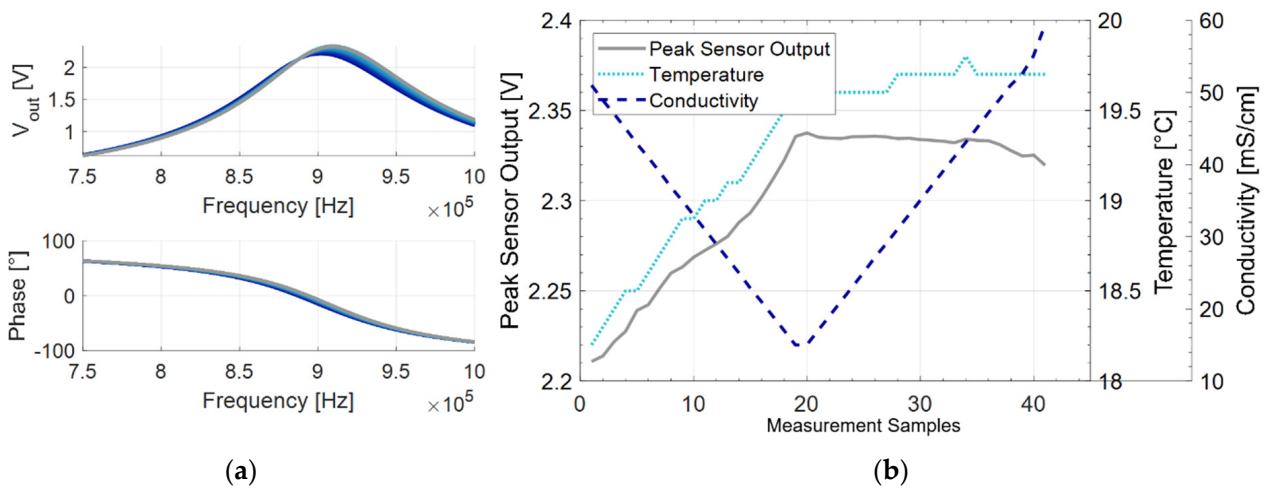 V_out [V]
2
1.5
1
7.5 8 8.5 9 9.5 10
Frequency [Hz] × 10^5
Phase [°]
100
0
-100
7.5 8 8.5 9 9.5 10
Frequency [Hz] × 10^5
(a)
Peak Sensor Output [V]
2.4
2.35
2.3
2.25
2.2
Peak Sensor Output
Temperature
Conductivity
0 10 20 30 40
Measurement Samples
20
19.5
19
18.5
18
Temperature [°C]
60
50
40
30
20
10
Conductivity [mS/cm]
(b)